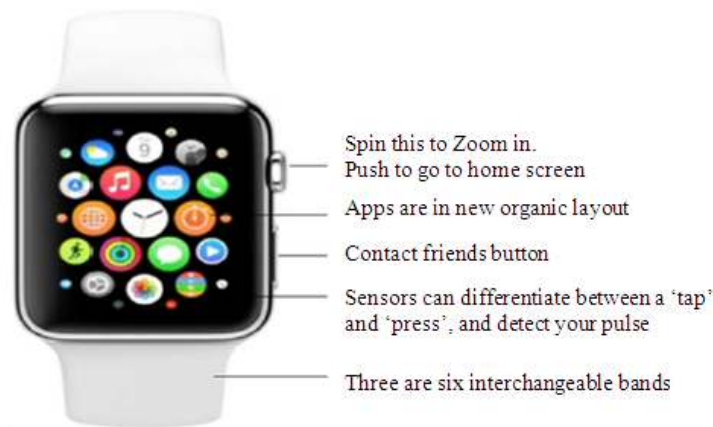 9
Spin this to Zoom in.
Push to go to home screen
Apps are in new organic layout
Contact friends button
Sensors can differentiate between a ‘tap’
and ‘press’, and detect your pulse
Three are six interchangeable bands